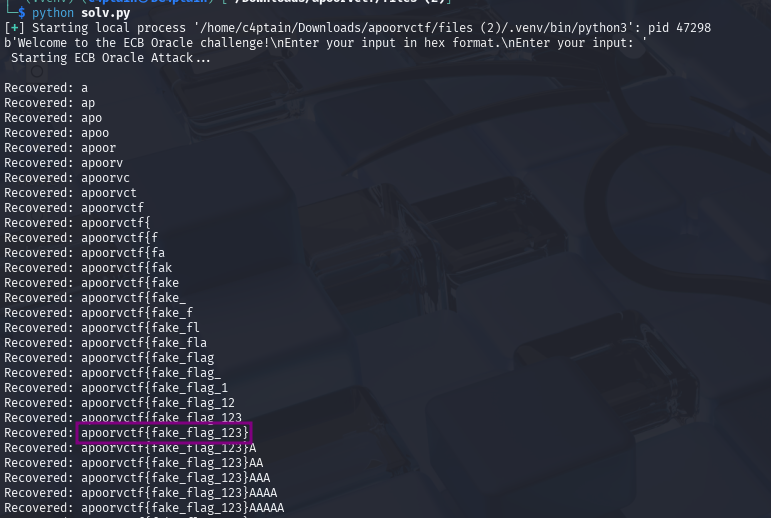 └─$ python solv.py
[+] Starting local process '/home/c4ptain/Downloads/apoorvctf/files (2)/.venv/bin/python3': pid 47298
b'Welcome to the ECB Oracle challenge!\nEnter your input in hex format.\nEnter your input: '
Starting ECB Oracle Attack...
Recovered: a
Recovered: ap
Recovered: apo
Recovered: apoo
Recovered: apoor
Recovered: apoorv
Recovered: apoorvc
Recovered: apoorvct
Recovered: apoorvctf
Recovered: apoorvctf{
Recovered: apoorvctf{f
Recovered: apoorvctf{fa
Recovered: apoorvctf{fak
Recovered: apoorvctf{fake
Recovered: apoorvctf{fake_
Recovered: apoorvctf{fake_f
Recovered: apoorvctf{fake_fl
Recovered: apoorvctf{fake_fla
Recovered: apoorvctf{fake_flag
Recovered: apoorvctf{fake_flag_
Recovered: apoorvctf{fake_flag_1
Recovered: apoorvctf{fake_flag_12
Recovered: apoorvctf{fake_flag_123
Recovered: apoorvctf{fake_flag_123}
Recovered: apoorvctf{fake_flag_123}A
Recovered: apoorvctf{fake_flag_123}AA
Recovered: apoorvctf{fake_flag_123}AAA
Recovered: apoorvctf{fake_flag_123}AAAA
Recovered: apoorvctf{fake_flag_123}AAAAA